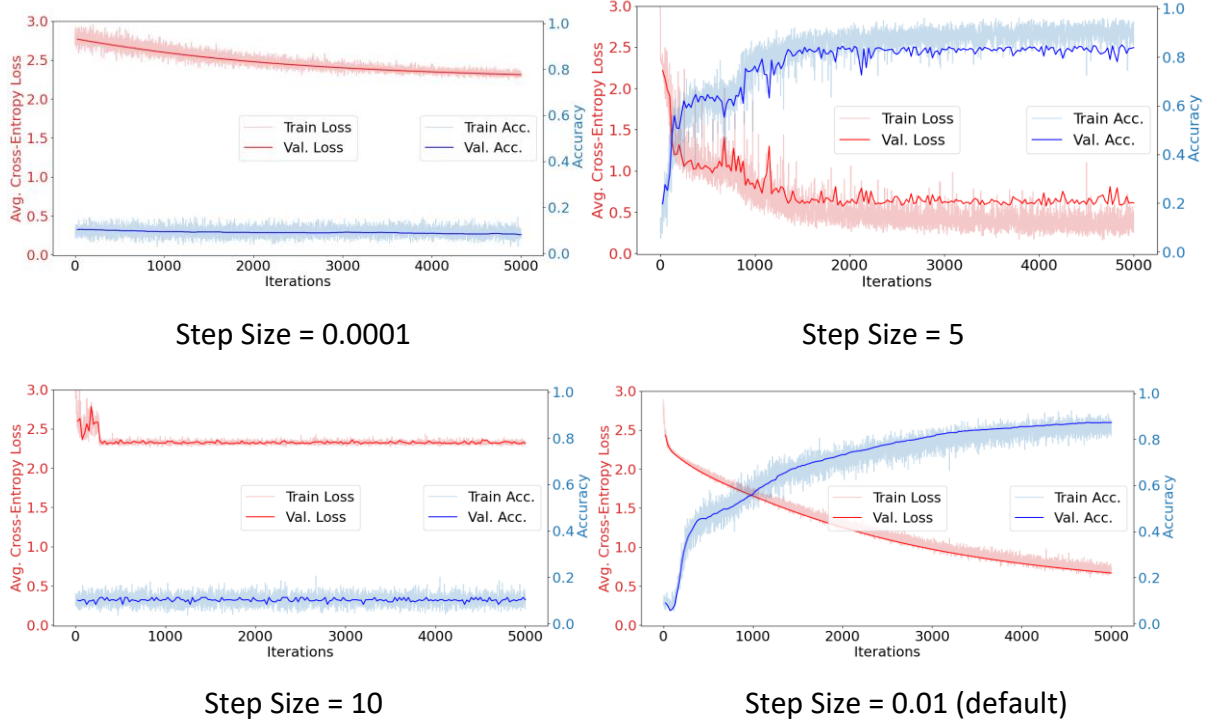 3.0
2.5
2.0
1.5
1.0
0.5
0.0
Avg. Cross-Entropy Loss
Train Loss
Val. Loss
Train Acc.
Val. Acc.
1.0
0.8
0.6
0.4
0.2
0.0
Accuracy
0 1000 2000 3000 4000 5000
Iterations
Step Size = 0.0001
3.0
2.5
2.0
1.5
1.0
0.5
0.0
Avg. Cross-Entropy Loss
Train Loss
Val. Loss
Train Acc.
Val. Acc.
1.0
0.8
0.6
0.4
0.2
0.0
Accuracy
0 1000 2000 3000 4000 5000
Iterations
Step Size = 5
3.0
2.5
2.0
1.5
1.0
0.5
0.0
Avg. Cross-Entropy Loss
Train Loss
Val. Loss
Train Acc.
Val. Acc.
1.0
0.8
0.6
0.4
0.2
0.0
Accuracy
0 1000 2000 3000 4000 5000
Iterations
Step Size = 10
3.0
2.5
2.0
1.5
1.0
0.5
0.0
Avg. Cross-Entropy Loss
Train Loss
Val. Loss
Train Acc.
Val. Acc.
1.0
0.8
0.6
0.4
0.2
0.0
Accuracy
0 1000 2000 3000 4000 5000
Iterations
Step Size = 0.01 (default)